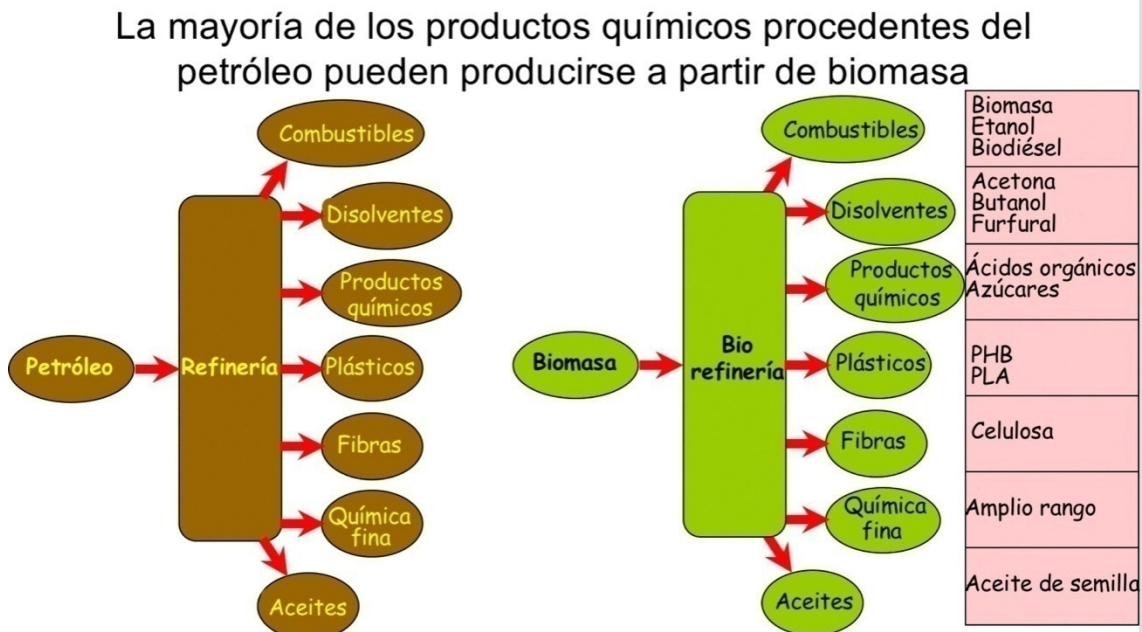 La mayoría de los productos químicos procedentes del
petróleo pueden producirse a partir de biomasa
Combustibles
Disolventes
Productos
químicos
Petróleo
Refinería
Plásticos
Fibras
Química
fina
Aceites
Combustibles
Disolventes
Productos
químicos
Biomasa
Bio
refinería
Plásticos
Fibras
Química
fina
Aceites
Biomasa
Etanol
Biodiésel
Acetona
Butanol
Furfural
Ácidos orgánicos
Azúcares
PHB
PLA
Celulosa
Amplio rango
Aceite de semilla